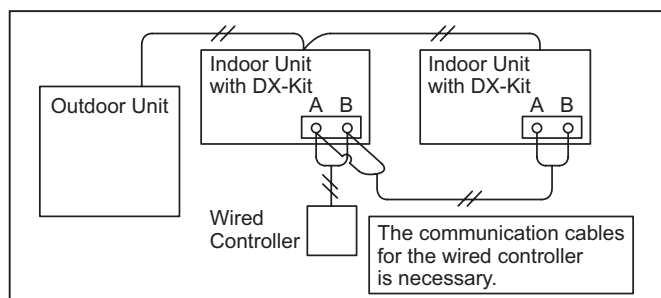 Outdoor Unit
Indoor Unit
with DX-Kit
A B
Indoor Unit
with DX-Kit
A B
Wired
Controller
The communication cables
for the wired controller
is necessary.